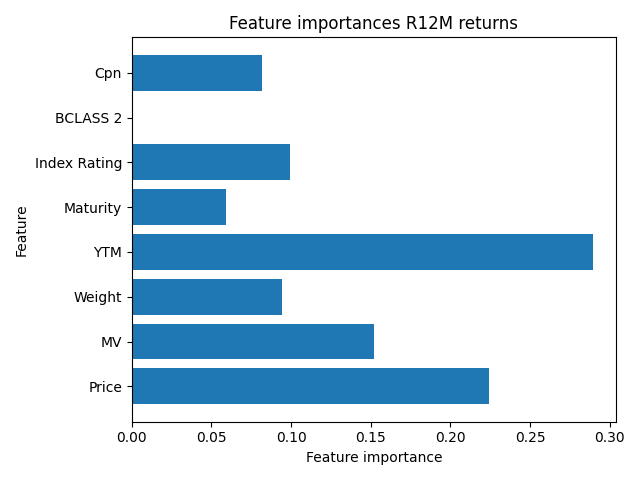 Feature importances R12M returns
Cpn
BCLASS 2
Index Rating
Maturity
YTM
Weight
MV
Price
Feature
0.00 0.05 0.10 0.15 0.20 0.25 0.30
Feature importance